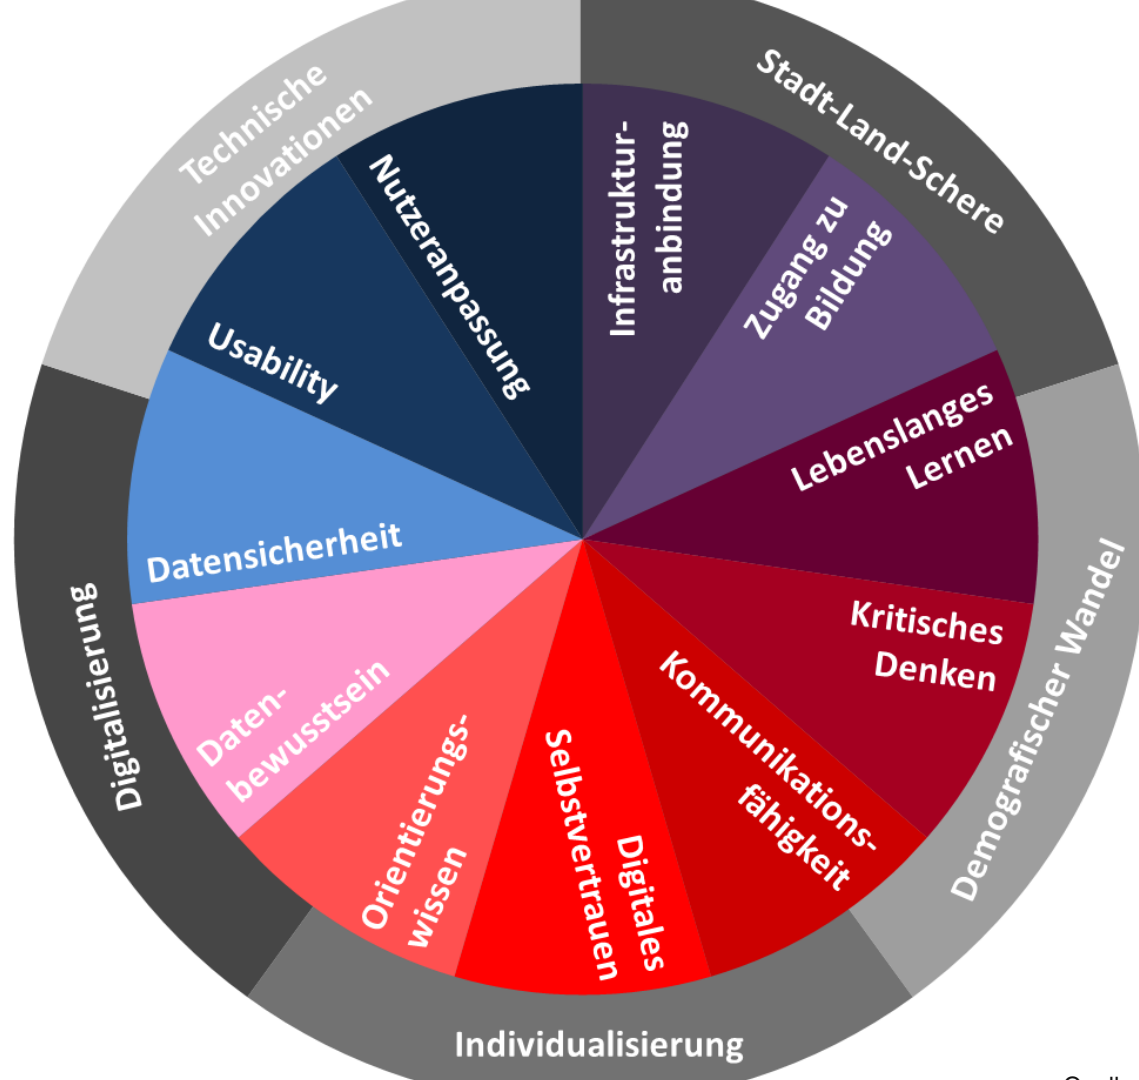 Technische
Innovationen
Stadt-Land-Schere
Demografischer Wandel
Individualisierung
Digitalisierung
Infrastruktur-
anbindung
Zugang zu
Bildung
Lebenslanges
Lernen
Kritisches
Denken
Kommunikations-
fähigkeit
Digitales
Selbstvertrauen
Orientierungs-
wissen
Daten-
bewusstsein
Datensicherheit
Usability
Nutzeranpassung